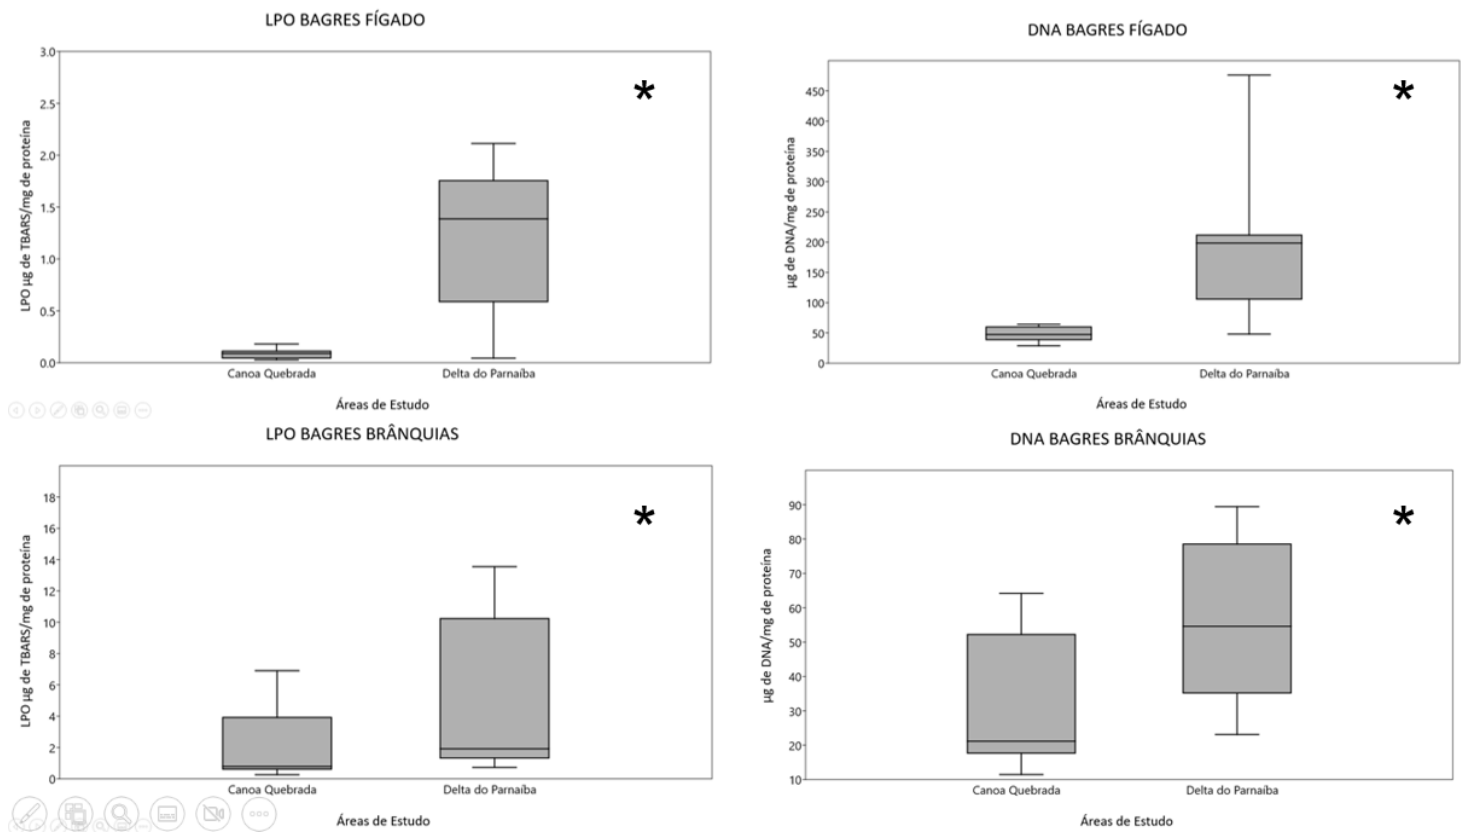 LPO BAGRES FÍGADO
LPO µg de TBARS/mg de proteína
3.0
2.5
2.0
1.5
1.0
0.5
0.0
*
Canoa Quebrada
Delta do Parnaíba
Áreas de Estudo
DNA BAGRES FÍGADO
µg de DNA/mg de proteína
450
400
350
300
250
200
150
100
50
0
*
Canoa Quebrada
Delta do Parnaíba
Áreas de Estudo
LPO BAGRES BRÂNQUIAS
LPO µg de TBARS/mg de proteína
18
16
14
12
10
8
6
4
2
0
*
Canoa Quebrada
Delta do Parnaíba
Áreas de Estudo
DNA BAGRES BRÂNQUIAS
µg de DNA/mg de proteína
90
80
70
60
50
40
30
20
10
*
Canoa Quebrada
Delta do Parnaíba
Áreas de Estudo